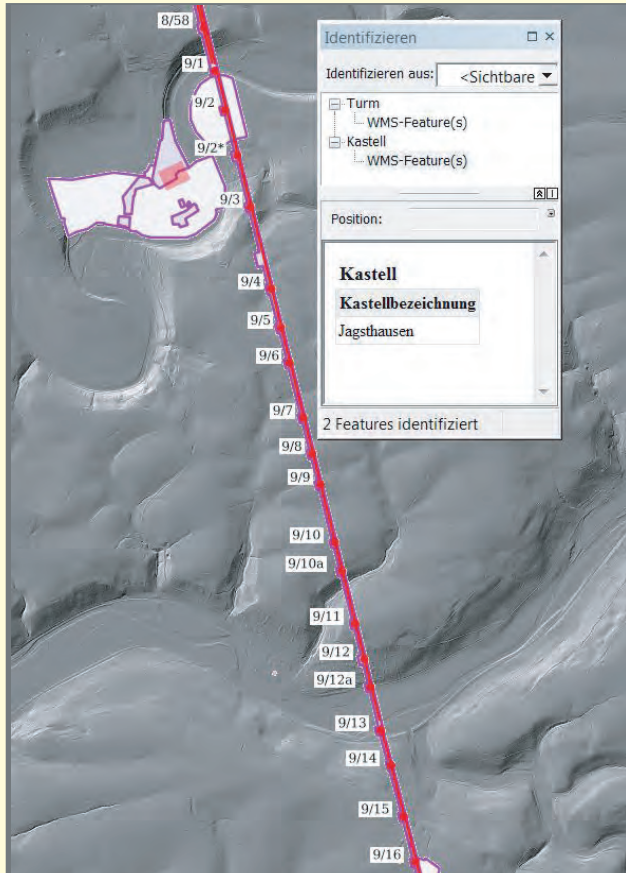 8/58
9/1
9/2
9/2*
9/3
9/4
9/5
9/6
9/7
9/8
9/9
9/10
9/10a
9/11
9/12
9/12a
9/13
9/14
9/15
9/16
Identifizieren
Identifizieren aus: <Sichtbare
Turm
WMS-Feature(s)
Kastell
WMS-Feature(s)
Position:
Kastell
Kastellbezeichnung
Jagsthausen
2 Features identifiziert